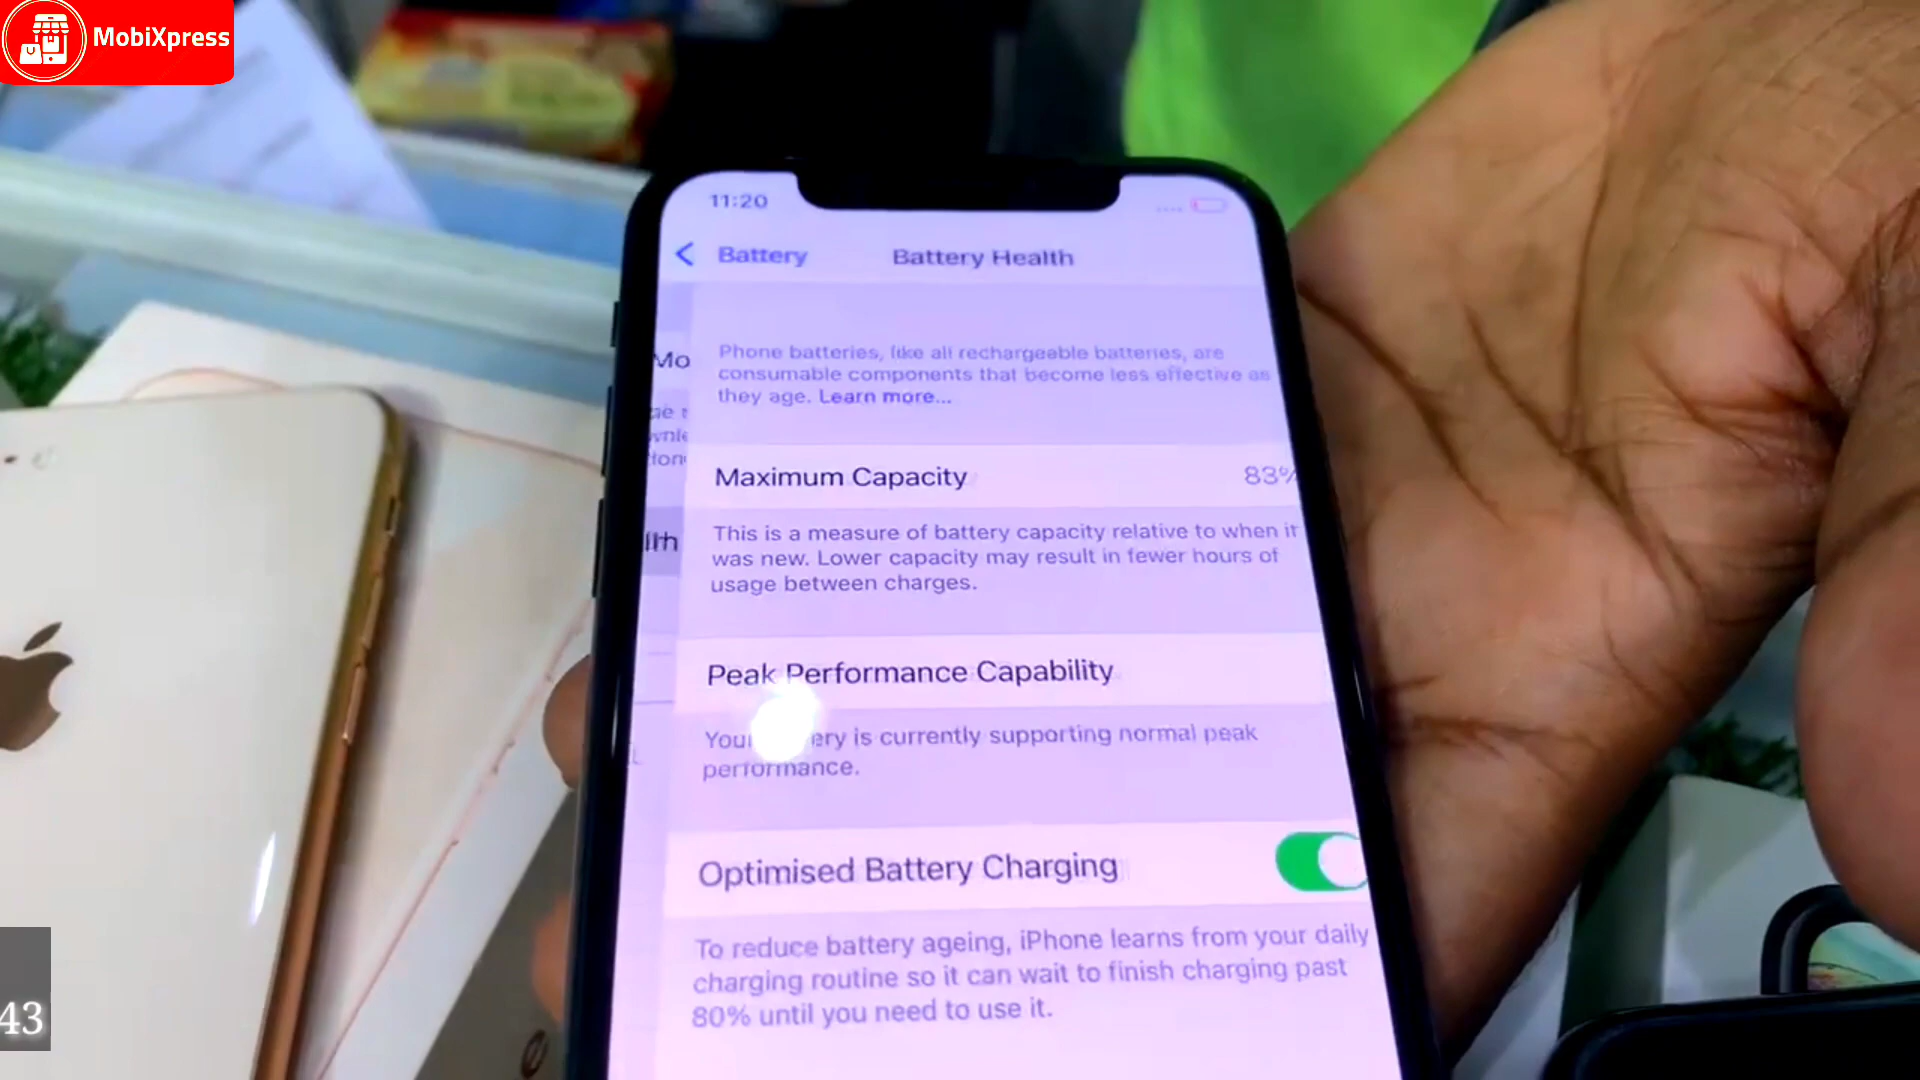 MobiXpress
11:20
Battery
Battery Health
Mo
Phone batteries, like all rechargeable batteries, are
consumable components that become less effective as
they age. Learn more...
Maximum Capacity
83%
This is a measure of battery capacity relative to when it
was new. Lower capacity may result in fewer hours of
usage between charges.
lth
Peak Performance Capability
Your ery is currently supporting normal peak
performance.
Optimised Battery Charging
To reduce battery ageing, iPhone learns from your daily
charging routine so it can wait to finish charging past
80% until you need to use it.
43